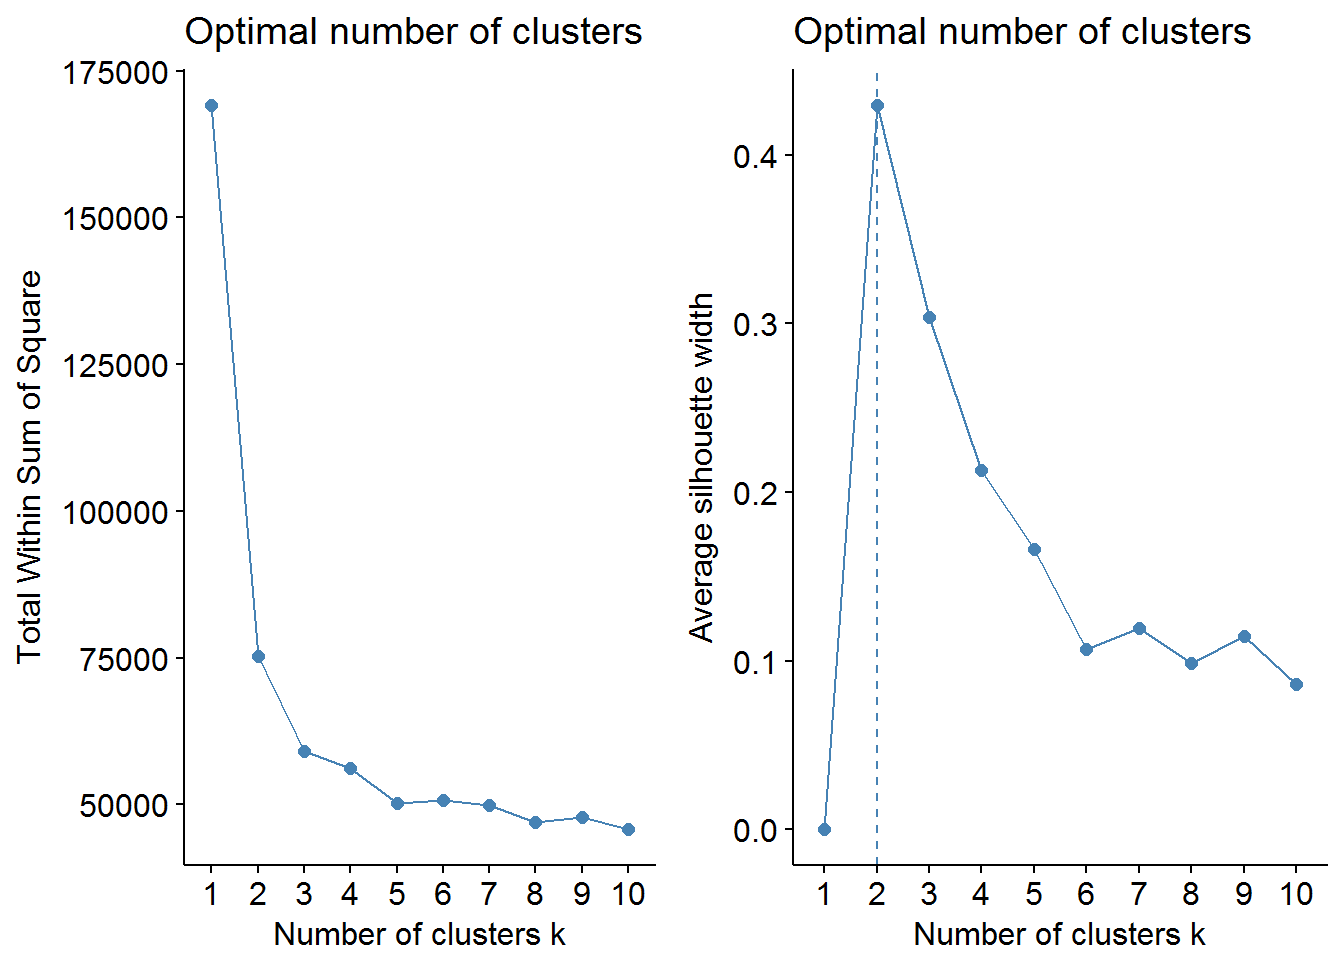 Optimal number of clusters
175000
150000
125000
100000
75000
50000
Total Within Sum of Square
1 2 3 4 5 6 7 8 9 10
Number of clusters k
Optimal number of clusters
0.4
0.3
0.2
0.1
0.0
Average silhouette width
1 2 3 4 5 6 7 8 9 10
Number of clusters k